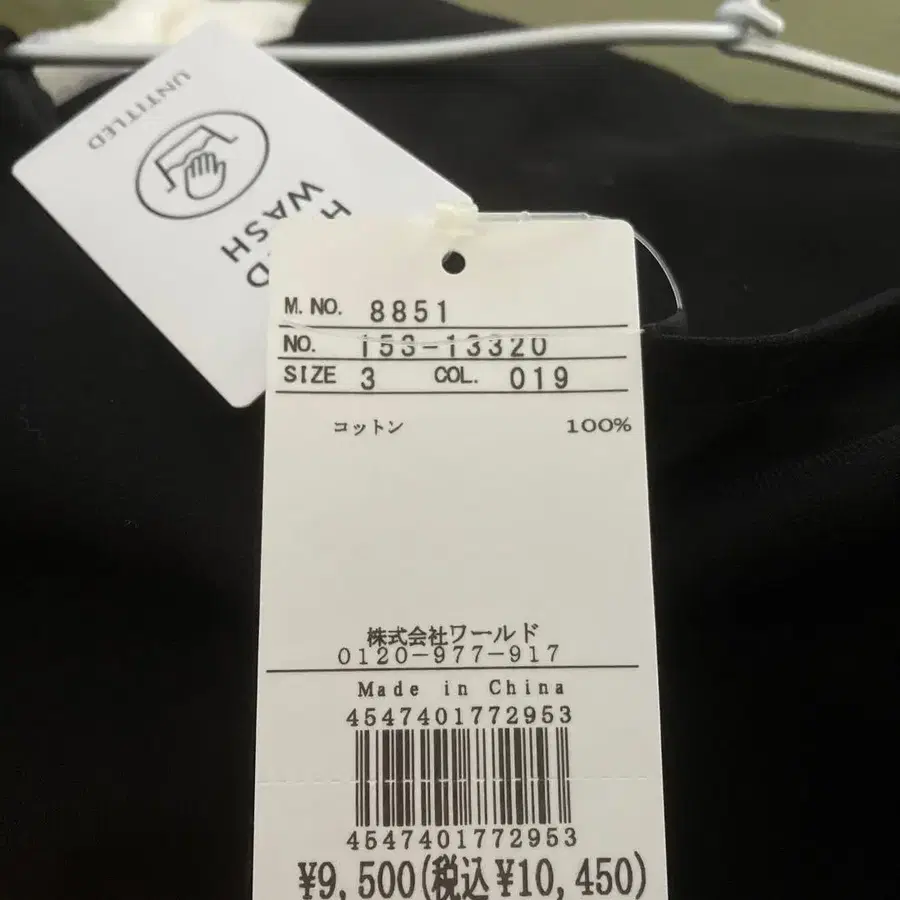 UNTITLED
WASH
M. NO. 8851
NO. 153-13320
SIZE 3 COL. 019
コットン 100%
株式会社ワールド
0120-977-917
Made in China
4547401772953
4547401772953
¥9,500(税込¥10,450)